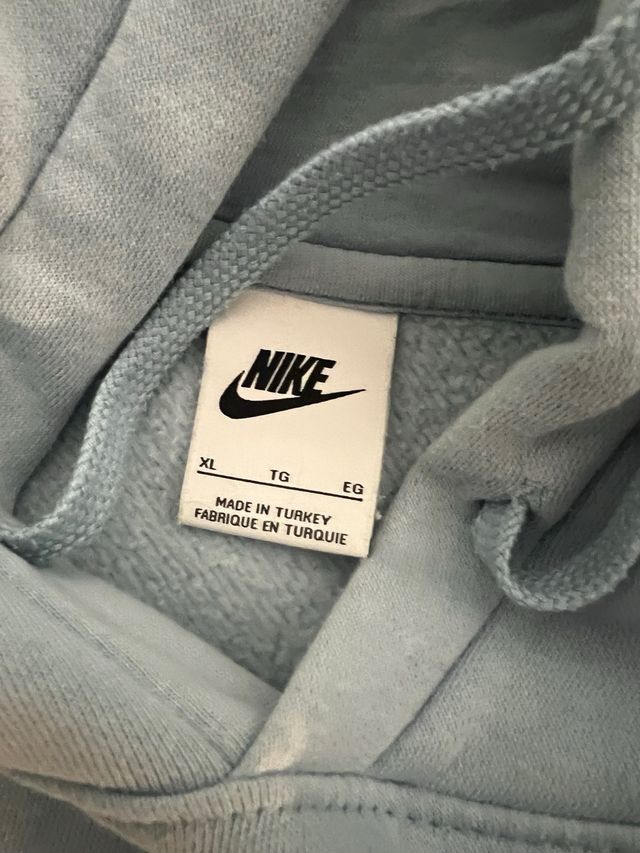 NIKE
XL TG EG
MADE IN TURKEY
FABRIQUE EN TURQUIE